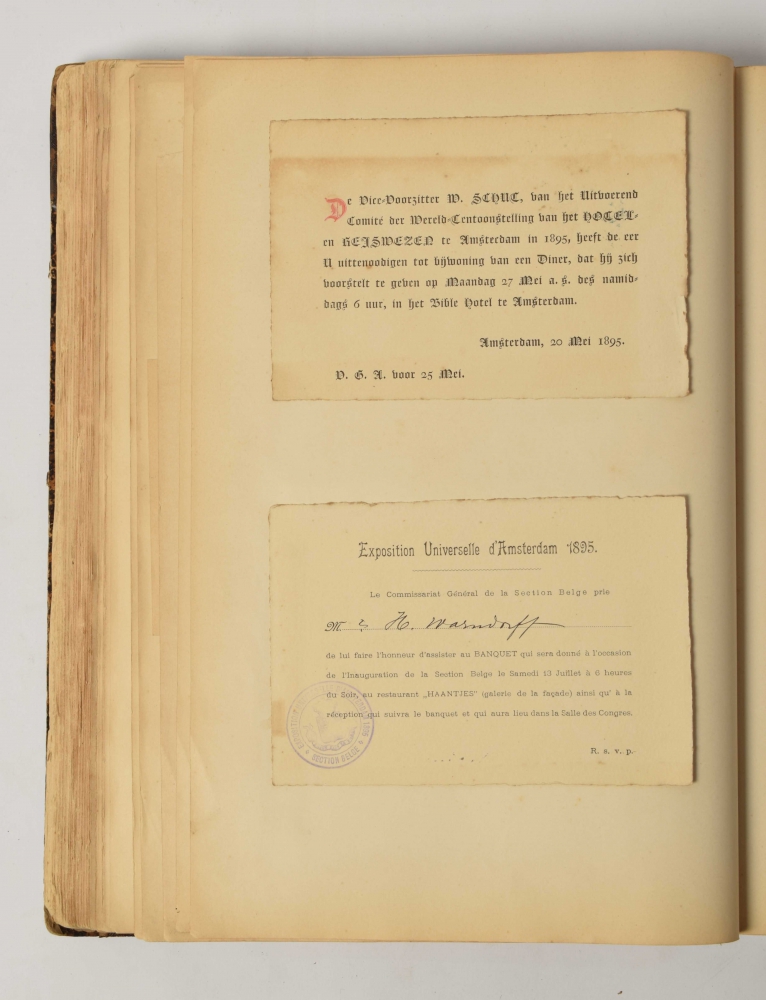 De Vice-Voorzitter W. SCHUT, van het Uitvoerend
Comité der Wereld-Tentoonstelling van het HOTEL-
en REISWEZEN te Amsterdam in 1895, heeft de eer
U uittenoodigen tot bijwoning van een Diner, dat hij zich
voorstelt te geven op Maandag 27 Mei a. s. des namid-
dags 6 uur, in het Bible Hotel te Amsterdam.
Amsterdam, 20 Mei 1895.
V. G. A. voor 25 Mei.
Exposition Universelle d'Amsterdam 1895.
Le Commissariat Général de la Section Belge prie
M. H. Warndorff
de lui faire l'honneur d'assister au BANQUET qui sera donné à l'occasion
de l'Inauguration de la Section Belge le Samedi 13 Juillet à 6 heures
du Soir, au restaurant „HAANTJES" (galerie de la façade) ainsi qu' à la
réception qui suivra le banquet et qui aura lieu dans la Salle des Congres.
R. s. v. p.
SECTION BELGE